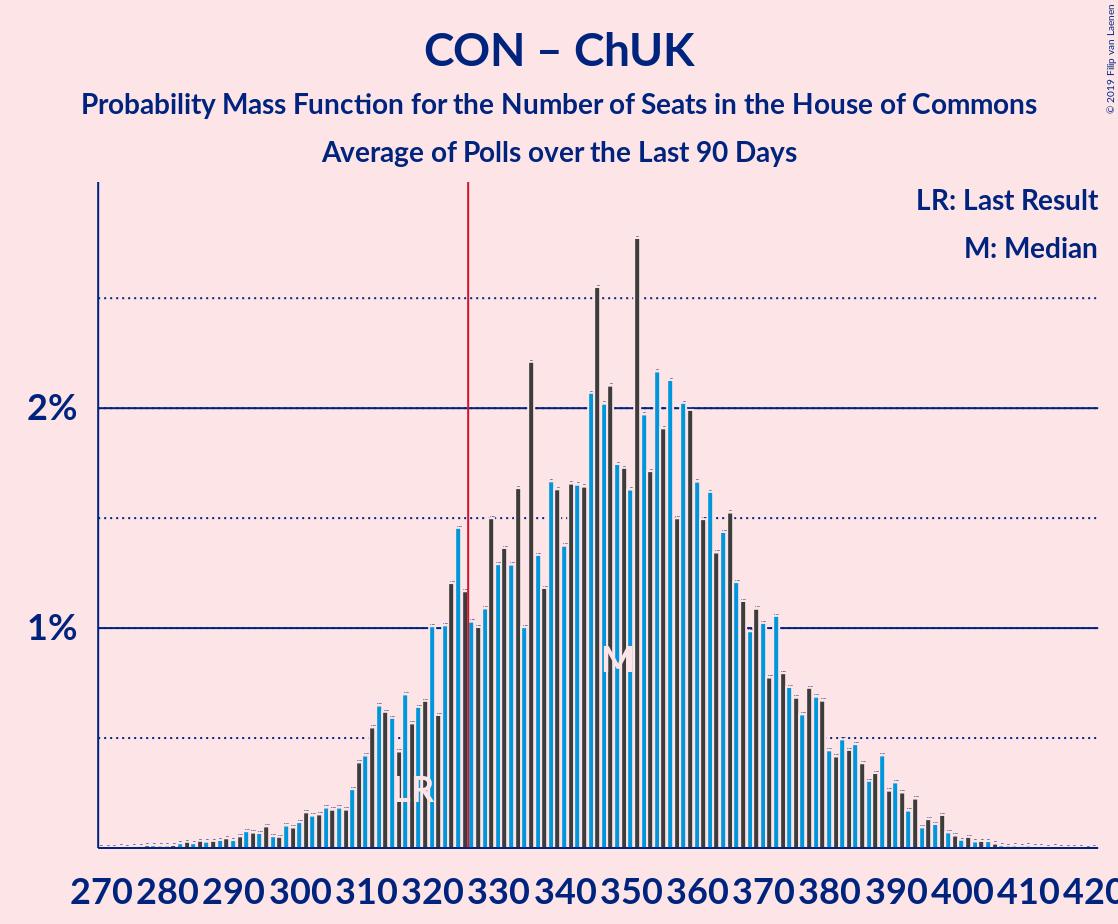 CON – ChUK
Probability Mass Function for the Number of Seats in the House of Commons
Average of Polls over the Last 90 Days
© 2019 Filip van Laenen
LR: Last Result
M: Median
2%
1%
M
LR
270 280 290 300 310 320 330 340 350 360 370 380 390 400 410 420